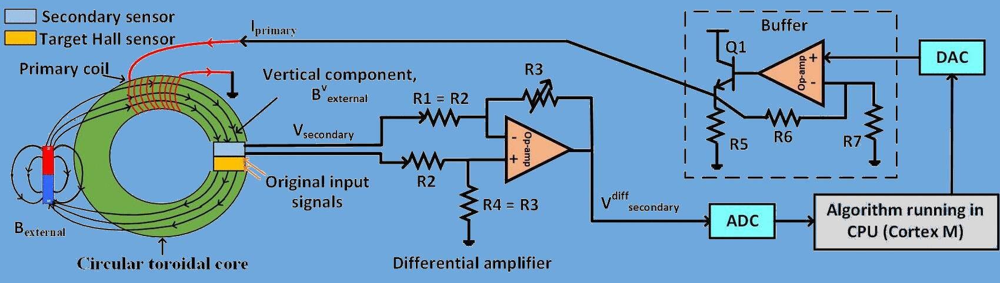 Secondary sensor
Target Hall sensor
Iprimary
Primary coil
Vertical component,
Bvexternal
Vsecondary
R1 = R2
R3
R2
R4 = R3
-
+
Op-amp
Original input
signals
Bexternal
N
S
Circular toroidal core
Differential amplifier
Vdiffsecondary
ADC
Algorithm running in
CPU (Cortex M)
DAC
Buffer
Q1
+
-
Op-amp
R5
R6
R7